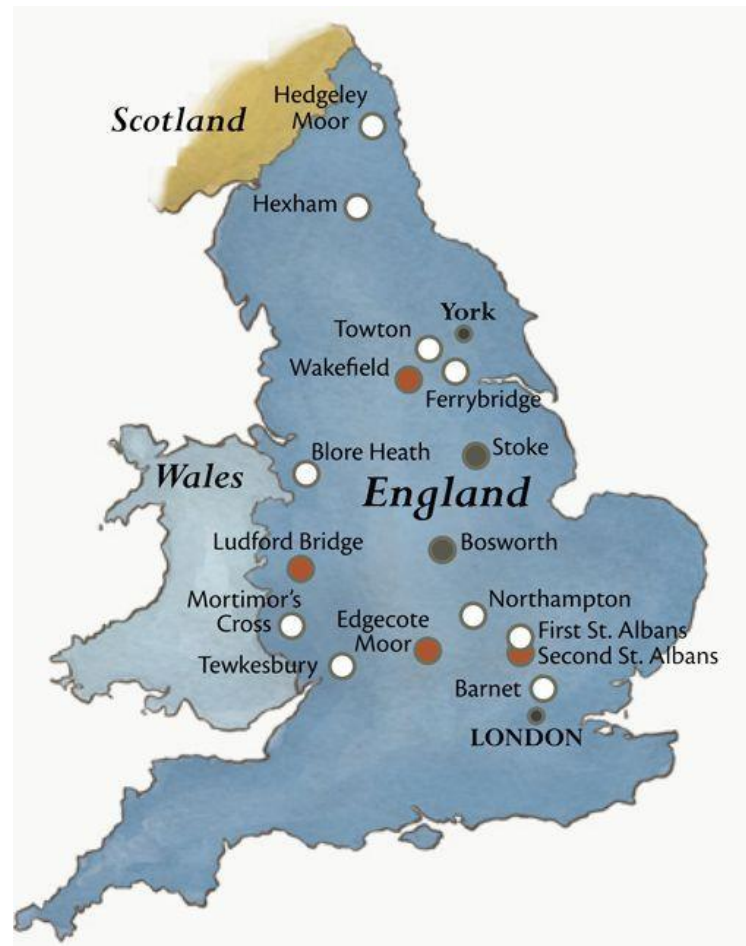 Hedgeley
Moor
Scotland
Hexham
York
Towton
Wakefield
Ferrybridge
Stoke
Blore Heath
Wales
England
Ludford Bridge
Bosworth
Mortimor's
Cross
Northampton
Edgecote
Moor
First St. Albans
Second St. Albans
Tewkesbury
Barnet
LONDON